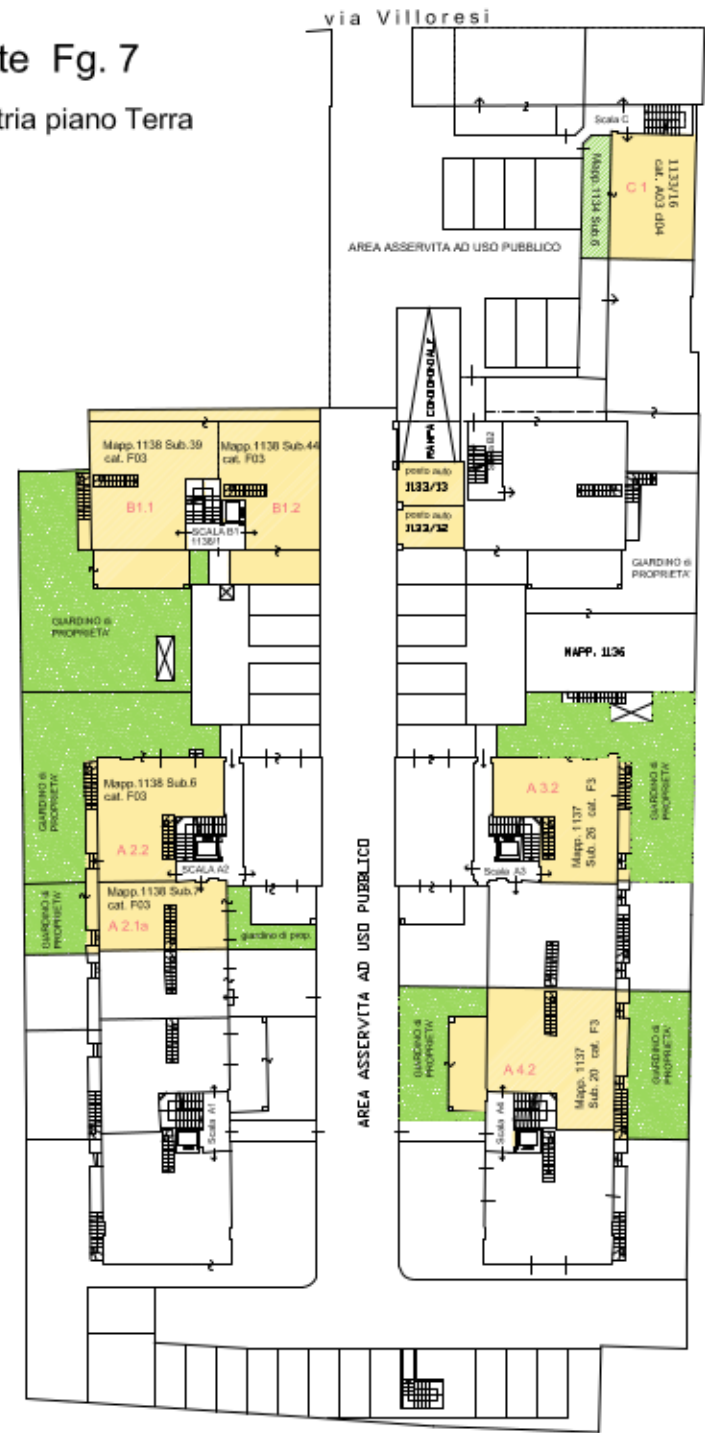 via Villoresi
te Fg. 7
tria piano Terra
Scala C
C 1
1133/16
cat. A03 d04
Mapp. 1134 Sub.6
AREA ASSERVITA AD USO PUBBLICO
RAMPA CONDOMINIALE
B2
Mapp.1138 Sub.39
cat. F03
Mapp.1138 Sub.44
cat. F03
B1.1
B1.2
SCALA B1
1138/1
posto auto
1133/33
posto auto
1133/32
GIARDINO di
PROPRIETA'
GIARDINO di
PROPRIETA'
MAPP. 1136
Mapp.1138 Sub.6
cat. F03
GIARDINO di
PROPRIETA'
A 2.2
SCALA A2
A 3.2
Mapp. 1137
Sub. 26 cat. F3
GIARDINO di
PROPRIETA'
Scala A3
AREA ASSERVITA AD USO PUBBLICO
Mapp.1138 Sub.7
cat. F03
GIARDINO di
PROPRIETA'
A 2.1a
giardino di prop.
GIARDINO di
PROPRIETA'
A 4.2
Mapp. 1137
Sub. 20 cat. F3
GIARDINO di
PROPRIETA'
Scala A1
Scala A4